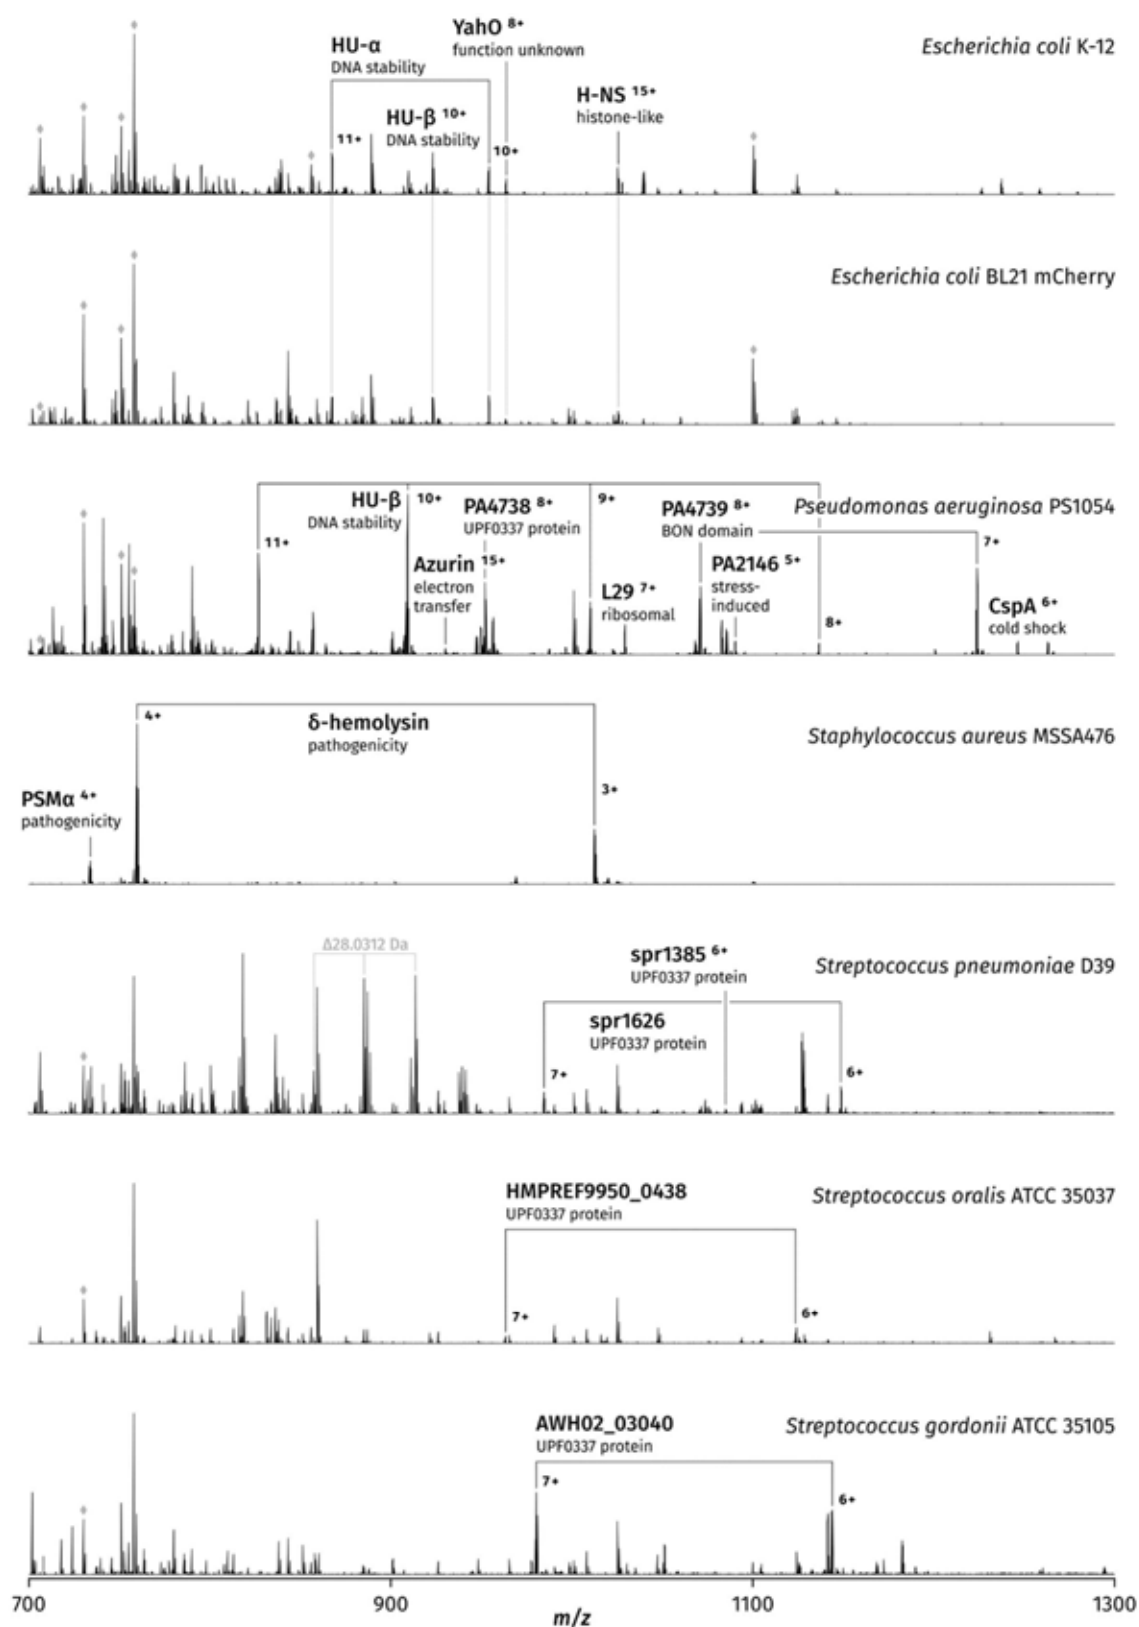 Escherichia coli K-12
YahO 8+
function unknown
HU-α
DNA stability
H-NS 15+
histone-like
HU-β 10+
DNA stability
11+
10+
Escherichia coli BL21 mCherry
Pseudomonas aeruginosa PS1054
HU-β
DNA stability
10+
PA4738 8+
UPF0337 protein
9+
PA4739 8+
BON domain
11+
Azurin 15+
electron
transfer
L29 7+
ribosomal
PA2146 5+
stress-
induced
7+
8+
CspA 6+
cold shock
Staphylococcus aureus MSSA476
4+
δ-hemolysin
pathogenicity
3+
PSMα 4+
pathogenicity
Streptococcus pneumoniae D39
Δ28.0312 Da
spr1385 6+
UPF0337 protein
spr1626
UPF0337 protein
7+
6+
Streptococcus oralis ATCC 35037
HMPREF9950_0438
UPF0337 protein
7+
6+
Streptococcus gordonii ATCC 35105
AWH02_03040
UPF0337 protein
7+
6+
700
900
1100
1300
m/z